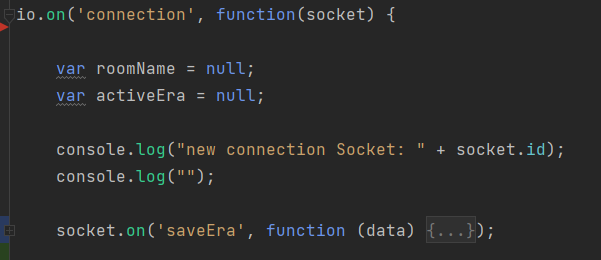 io.on('connection', function(socket) {
var roomName = null;
var activeEra = null;
console.log("new connection Socket: " + socket.id);
console.log("");
socket.on('saveEra', function (data) {...});